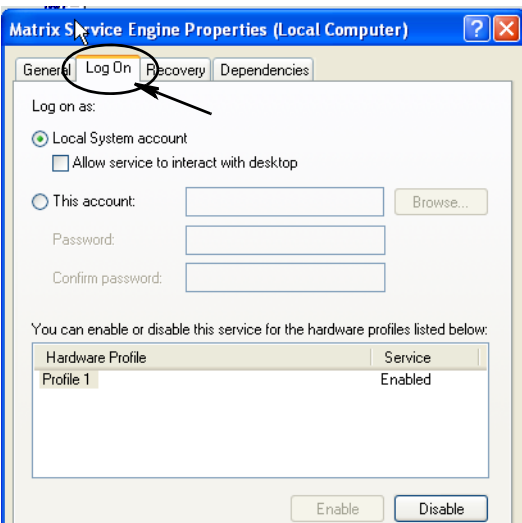 Matrix Service Engine Properties (Local Computer)
General Log On Recovery Dependencies
Log on as:
Local System account
Allow service to interact with desktop
This account: Browse...
Password:
Confirm password:
You can enable or disable this service for the hardware profiles listed below:
Hardware Profile Service
Profile 1 Enabled
Enable Disable